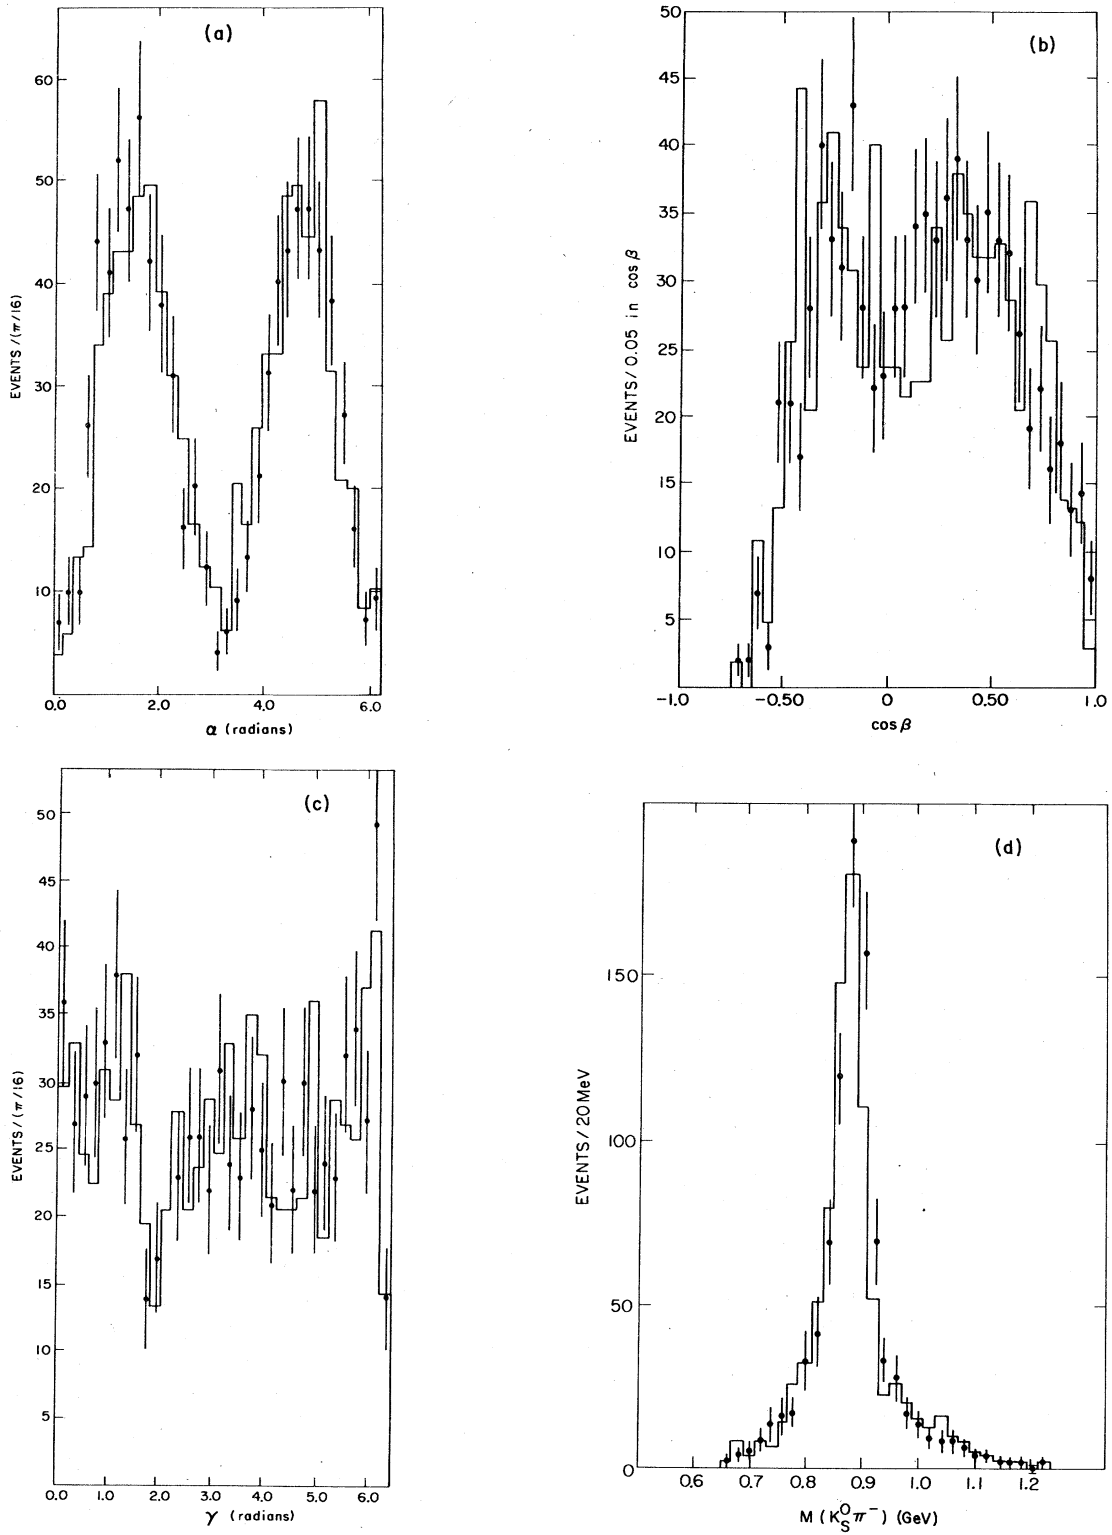 (a)
60
50
40
30
20
10
EVENTS/(π/16)
0.0 2.0 4.0 6.0
α (radians)
(b)
50
45
40
35
30
25
20
15
10
5
EVENTS/0.05 in cos β
-1.0 -0.50 0 0.50 1.0
cos β
(c)
50
45
40
35
30
25
20
15
10
5
EVENTS/(π/16)
0.0 1.0 2.0 3.0 4.0 5.0 6.0
γ (radians)
(d)
150
100
50
0
EVENTS/20 MeV
0.6 0.7 0.8 0.9 1.0 1.1 1.2
M (K⁰_S π⁻) (GeV)